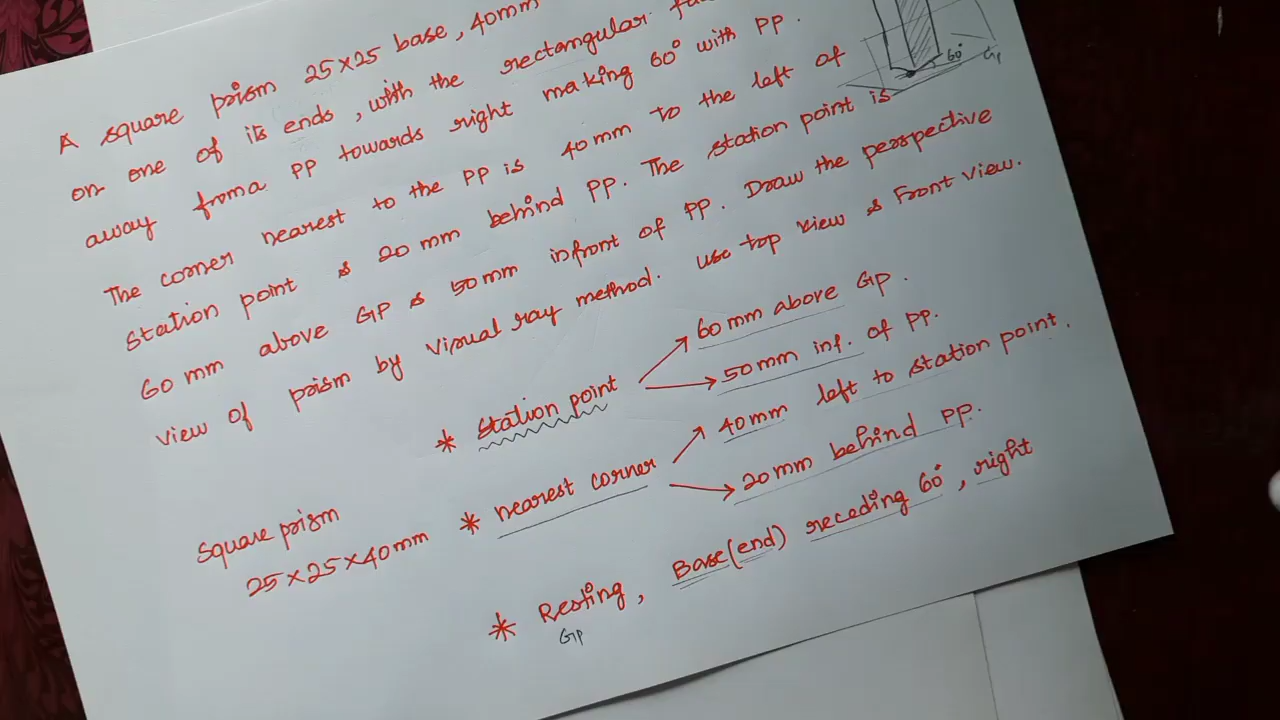 A square prism 25×25 base, 40mm
on one of its ends, with the rectangular
away froma PP towards right making 60° with PP.
The corner nearest to the PP is 40mm to the left of
station point & 20mm behind PP. The station point is
60mm above GP & 50mm infront of PP. Draw the perspective
view of prism by Visual ray method. use top view & Front view.
60° GP
* Station point
60mm above GP.
50mm inf. of PP.
Square prism
25×25×40mm
* nearest corner
40mm left to station point.
20mm behind PP.
* Resting, Base(end) receding 60°, right
GP